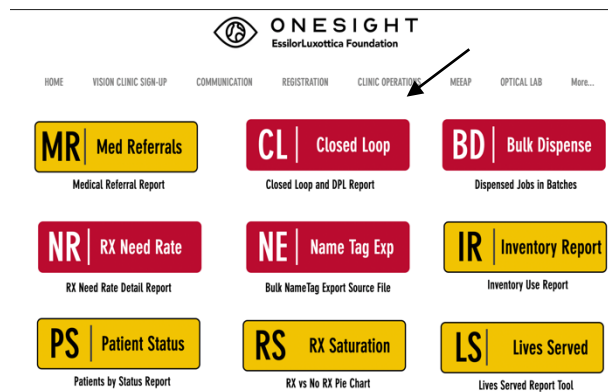 ONESIGHT
EssilorLuxottica Foundation
HOME VISION CLINIC SIGN-UP COMMUNICATION REGISTRATION CLINIC OPERATIONS MEEAP OPTICAL LAB More...
MR Med Referrals
Medical Referral Report
CL Closed Loop
Closed Loop and DPL Report
BD Bulk Dispense
Dispensed Jobs in Batches
NR RX Need Rate
RX Need Rate Detail Report
NE Name Tag Exp
Bulk NameTag Export Source File
IR Inventory Report
Inventory Use Report
PS Patient Status
Patients by Status Report
RS RX Saturation
RX vs No RX Pie Chart
LS Lives Served
Lives Served Report Tool